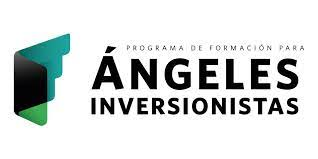 PROGRAMA DE FORMACIÓN PARA
ÁNGELES
INVERSIONISTAS